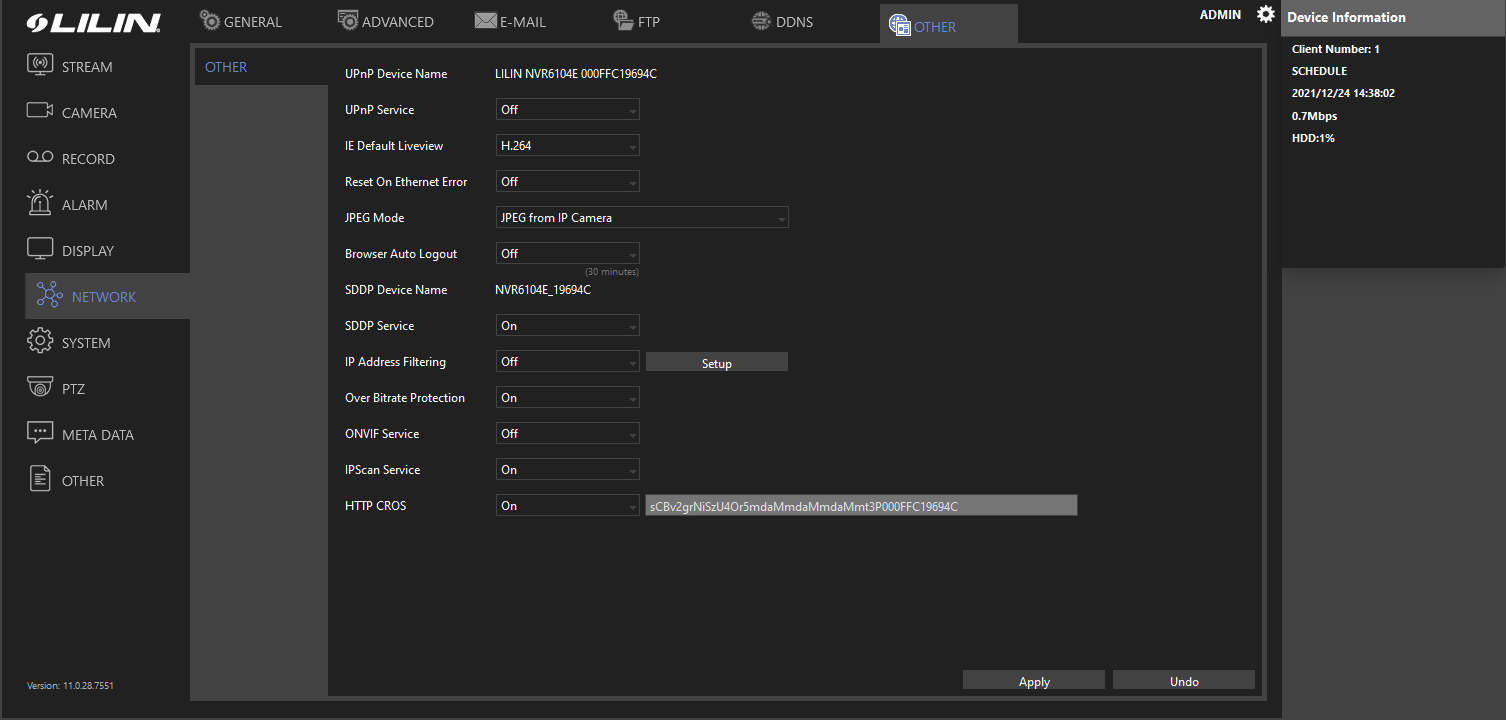 LILIN
GENERAL
ADVANCED
E-MAIL
FTP
DDNS
OTHER
ADMIN
STREAM
CAMERA
RECORD
ALARM
DISPLAY
NETWORK
SYSTEM
PTZ
META DATA
OTHER
Version: 11.0.28.7551
OTHER
UPnP Device Name LILIN NVR6104E 000FFC19694C
UPnP Service Off
IE Default Liveview H.264
Reset On Ethernet Error Off
JPEG Mode JPEG from IP Camera
Browser Auto Logout Off
(30 minutes)
SDDP Device Name NVR6104E_19694C
SDDP Service On
IP Address Filtering Off Setup
Over Bitrate Protection On
ONVIF Service Off
IPScan Service On
HTTP CROS On sCBv2grNiSzU4Or5mdaMmdaMmdaMmt3P000FFC19694C
Apply Undo
Device Information
Client Number: 1
SCHEDULE
2021/12/24 14:38:02
0.7Mbps
HDD:1%